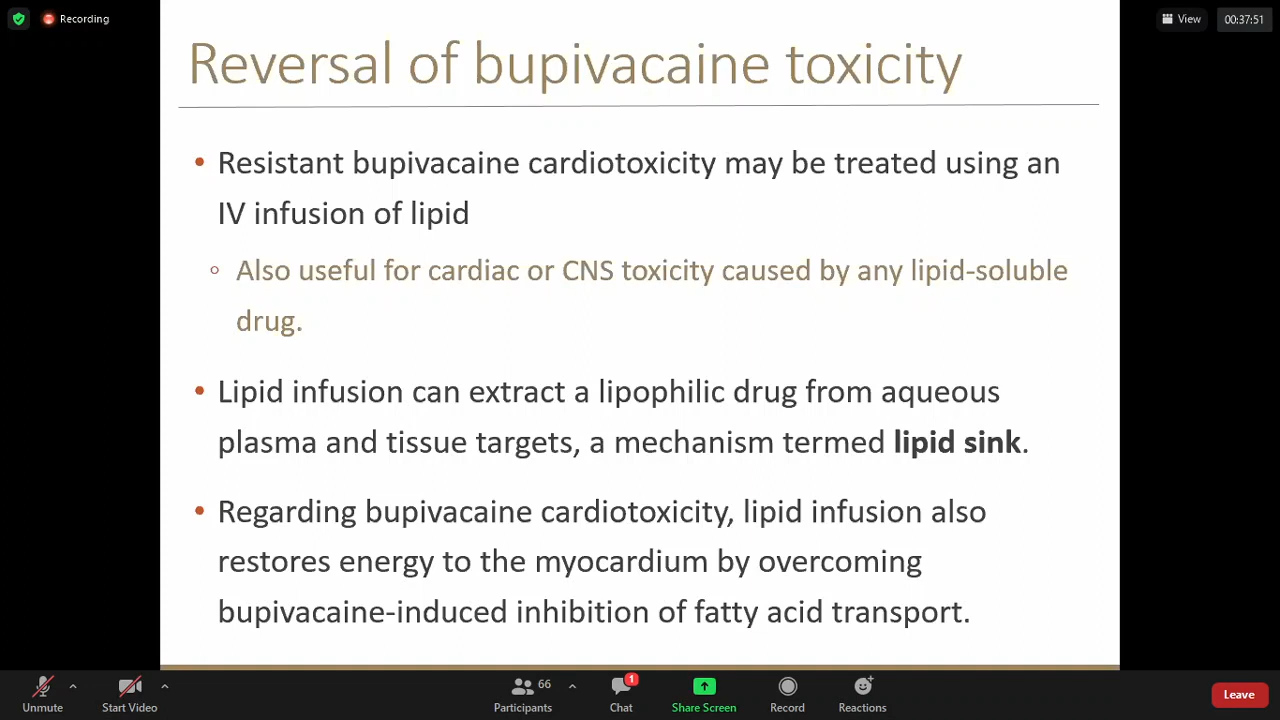 Recording
View
00:37:51
Reversal of bupivacaine toxicity
• Resistant bupivacaine cardiotoxicity may be treated using an
IV infusion of lipid
◦ Also useful for cardiac or CNS toxicity caused by any lipid-soluble
drug.
• Lipid infusion can extract a lipophilic drug from aqueous
plasma and tissue targets, a mechanism termed lipid sink.
• Regarding bupivacaine cardiotoxicity, lipid infusion also
restores energy to the myocardium by overcoming
bupivacaine-induced inhibition of fatty acid transport.
66
1
Unmute
Start Video
Participants
Chat
Share Screen
Record
Reactions
Leave